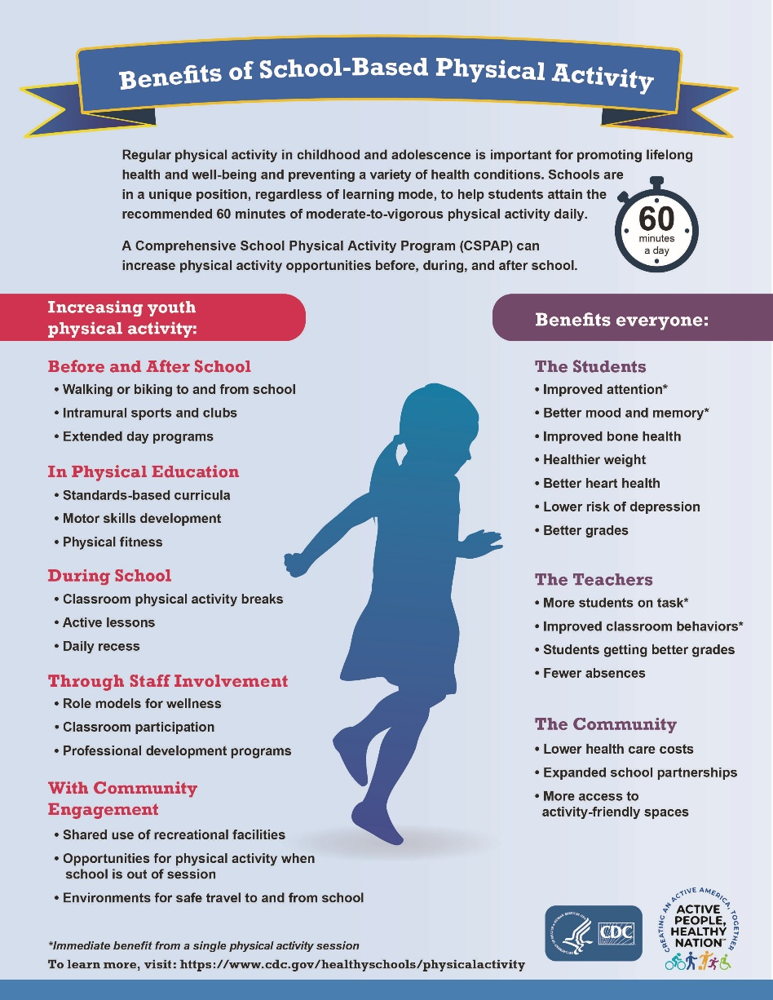 Benefits of School-Based Physical Activity
Regular physical activity in childhood and adolescence is important for promoting lifelong
health and well-being and preventing a variety of health conditions. Schools are
in a unique position, regardless of learning mode, to help students attain the
recommended 60 minutes of moderate-to-vigorous physical activity daily.
A Comprehensive School Physical Activity Program (CSPAP) can
increase physical activity opportunities before, during, and after school.
60
minutes
a day
Increasing youth
physical activity:
Before and After School
• Walking or biking to and from school
• Intramural sports and clubs
• Extended day programs
In Physical Education
• Standards-based curricula
• Motor skills development
• Physical fitness
During School
• Classroom physical activity breaks
• Active lessons
• Daily recess
Through Staff Involvement
• Role models for wellness
• Classroom participation
• Professional development programs
With Community
Engagement
• Shared use of recreational facilities
• Opportunities for physical activity when
school is out of session
• Environments for safe travel to and from school
Benefits everyone:
The Students
• Improved attention*
• Better mood and memory*
• Improved bone health
• Healthier weight
• Better heart health
• Lower risk of depression
• Better grades
The Teachers
• More students on task*
• Improved classroom behaviors*
• Students getting better grades
• Fewer absences
The Community
• Lower health care costs
• Expanded school partnerships
• More access to
activity-friendly spaces
*Immediate benefit from a single physical activity session
To learn more, visit: https://www.cdc.gov/healthyschools/physicalactivity
CDC
CREATING AN ACTIVE AMERICA, TOGETHER
ACTIVE
PEOPLE,
HEALTHY
NATION